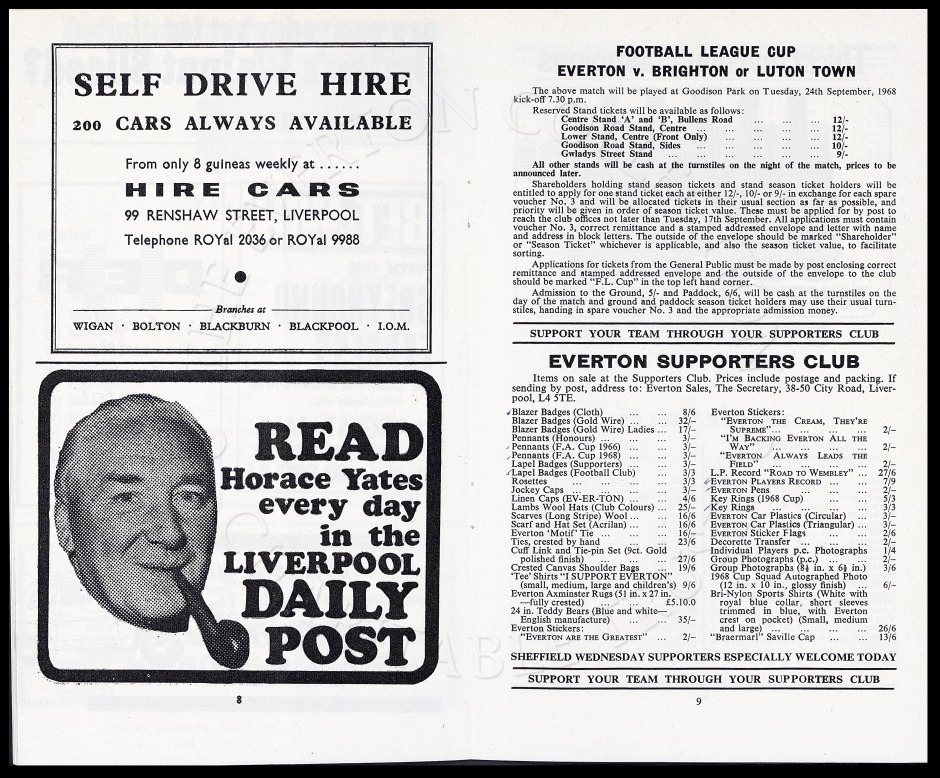 SELF DRIVE HIRE
200 CARS ALWAYS AVAILABLE
From only 8 guineas weekly at ......
HIRE CARS
99 RENSHAW STREET, LIVERPOOL
Telephone ROYal 2036 or ROYal 9988
Branches at
WIGAN · BOLTON · BLACKBURN · BLACKPOOL · I.O.M.
READ
Horace Yates
every day
in the
LIVERPOOL
DAILY
POST
8
FOOTBALL LEAGUE CUP
EVERTON v. BRIGHTON or LUTON TOWN
The above match will be played at Goodison Park on Tuesday, 24th September, 1968
kick-off 7.30 p.m.
Reserved Stand tickets will be available as follows:
Centre Stand 'A' and 'B', Bullens Road ... ... ... 12/-
Goodison Road Stand, Centre ... ... ... ... 12/-
Lower Stand, Centre (Front Only) ... ... ... 12/-
Goodison Road Stand, Sides ... ... ... ... 10/-
Gwladys Street Stand ... ... ... ... ... 9/-
All other stands will be cash at the turnstiles on the night of the match, prices to be
announced later.
Shareholders holding stand season tickets and stand season ticket holders will be
entitled to apply for one stand ticket each at either 12/-, 10/- or 9/- in exchange for each spare
voucher No. 3 and will be allocated tickets in their usual section as far as possible, and
priority will be given in order of season ticket value. These must be applied for by post to
reach the club offices not later than Tuesday, 17th September. All applications must contain
voucher No. 3, correct remittance and a stamped addressed envelope and letter with name
and address in block letters. The outside of the envelope should be marked "Shareholder"
or "Season Ticket" whichever is applicable, and also the season ticket value, to facilitate
sorting.
Applications for tickets from the General Public must be made by post enclosing correct
remittance and stamped addressed envelope and the outside of the envelope to the club
should be marked "F.L. Cup" in the top left hand corner.
Admission to the Ground, 5/- and Paddock, 6/6, will be cash at the turnstiles on the
day of the match and ground and paddock season ticket holders may use their usual turn-
stiles, handing in spare voucher No. 3 and the appropriate admission money.
SUPPORT YOUR TEAM THROUGH YOUR SUPPORTERS CLUB
EVERTON SUPPORTERS CLUB
Items on sale at the Supporters Club. Prices include postage and packing. If
sending by post, address to: Everton Sales, The Secretary, 38-50 City Road, Liver-
pool, L4 5TE.
Blazer Badges (Cloth) ... ... 8/6
Blazer Badges (Gold Wire) ... ... 32/-
Blazer Badges (Gold Wire) Ladies ... 17/-
Pennants (Honours) ... ... ... 3/-
Pennants (F.A. Cup 1966) ... ... 3/-
Pennants (F.A. Cup 1968) ... ... 3/-
Lapel Badges (Supporters) ... ... 3/-
Lapel Badges (Football Club) ... 3/3
Rosettes ... ... ... ... 3/3
Jockey Caps ... ... ... ... 3/-
Linen Caps (EV-ER-TON) ... ... 4/6
Lambs Wool Hats (Club Colours) ... 25/-
Scarves (Long Stripe) Wool ... ... 16/6
Scarf and Hat Set (Acrilan) ... ... 16/6
Everton 'Motif' Tie ... ... ... 16/-
Ties, crested by hand ... ... 23/6
Cuff Link and Tie-pin Set (9ct. Gold
polished finish) ... ... ... 27/6
Crested Canvas Shoulder Bags ... 19/6
'Tee' Shirts "I SUPPORT EVERTON"
(small, medium, large and children's) 9/6
Everton Axminster Rugs (51 in. x 27 in.
—fully crested) ... ... ... £5.10.0
24 in. Teddy Bears (Blue and white—
English manufacture) ... ... 35/-
Everton Stickers:
"EVERTON ARE THE GREATEST" ... 2/-
Everton Stickers:
"EVERTON THE CREAM, THEY'RE
SUPREME"... ... ... ... 2/-
"I'M BACKING EVERTON ALL THE
WAY" ... ... ... ... 2/-
"EVERTON ALWAYS LEADS THE
FIELD" ... ... ... ... 2/-
L.P. Record "ROAD TO WEMBLEY" ... 27/6
EVERTON PLAYERS RECORD ... ... 7/9
EVERTON Pens ... ... ... 2/-
Key Rings (1968 Cup) ... ... 5/3
Key Rings ... ... ... ... 3/3
EVERTON Car Plastics (Circular) ... 3/-
EVERTON Car Plastics (Triangular) ... 3/-
EVERTON Sticker Flags ... ... 2/6
Decorette Transfer ... ... ... 2/-
Individual Players p.c. Photographs 1/4
Group Photographs (p.c.) ... ... 2/-
Group Photographs (8½ in. x 6½ in.) 3/6
1968 Cup Squad Autographed Photo
(12 in. x 10 in., glossy finish) ... 6/-
Bri-Nylon Sports Shirts (White with
royal blue collar, short sleeves
trimmed in blue, with Everton
crest on pocket) (Small, medium
and large) ... ... ... ... 26/6
"Braemarl" Saville Cap ... ... 13/6
SHEFFIELD WEDNESDAY SUPPORTERS ESPECIALLY WELCOME TODAY
SUPPORT YOUR TEAM THROUGH YOUR SUPPORTERS CLUB
9